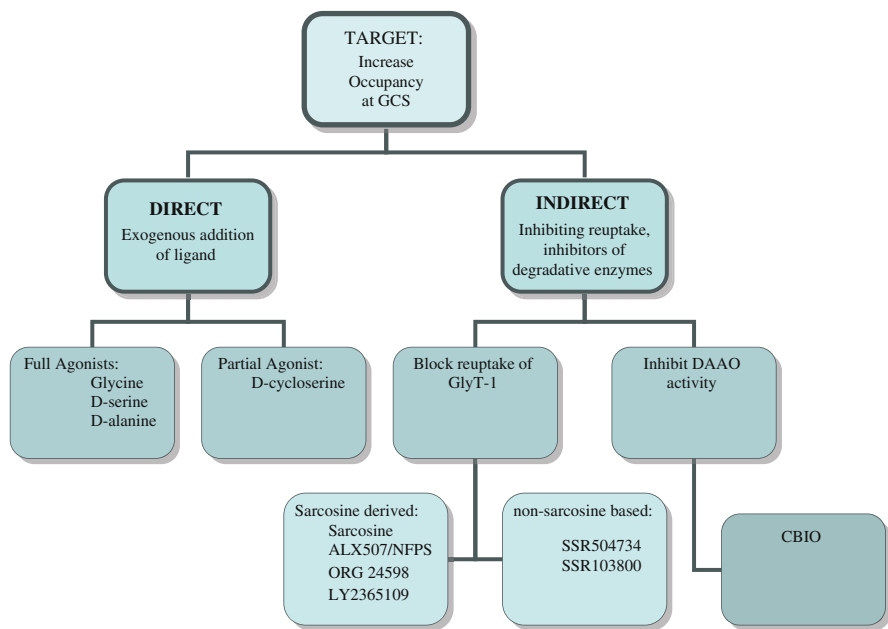 TARGET:
Increase
Occupancy
at GCS
DIRECT
Exogenous addition
of ligand
INDIRECT
Inhibiting reuptake,
inhibitors of
degradative enzymes
Full Agonists:
Glycine
D-serine
D-alanine
Partial Agonist:
D-cycloserine
Block reuptake of
GlyT-1
Inhibit DAAO
activity
Sarcosine derived:
Sarcosine
ALX507/NFPS
ORG 24598
LY2365109
non-sarcosine based:
SSR504734
SSR103800
CBIO